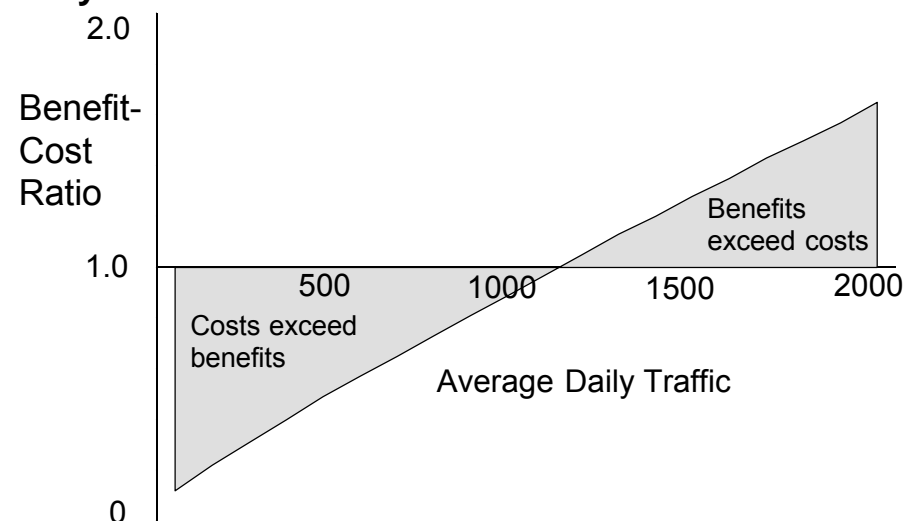 2.0
Benefit-
Cost
Ratio
Benefits
exceed costs
1.0
500
1000
1500
2000
Costs exceed
benefits
Average Daily Traffic
0